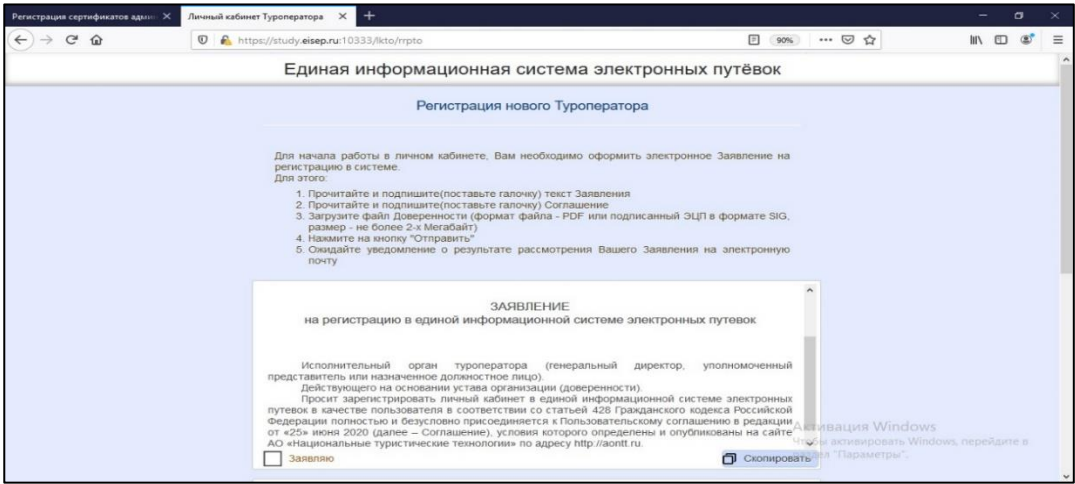 Регистрация сертификатов админ
Личный кабинет Туроператора
https://study.eisep.ru:10333/lkto/rrpto
90%
Единая информационная система электронных путёвок
Регистрация нового Туроператора
Для начала работы в личном кабинете, Вам необходимо оформить электронное Заявление на
регистрацию в системе.
Для этого:
1. Прочитайте и подпишите(поставьте галочку) текст Заявления
2. Прочитайте и подпишите(поставьте галочку) Соглашение
3. Загрузите файл Доверенности (формат файла - PDF или подписанный ЭЦП в формате SIG,
размер - не более 2-х Мегабайт)
4. Нажмите на кнопку "Отправить"
5. Ожидайте уведомление о результате рассмотрения Вашего Заявления на электронную
почту
ЗАЯВЛЕНИЕ
на регистрацию в единой информационной системе электронных путевок
Исполнительный орган туроператора (генеральный директор, уполномоченный
представитель или назначенное должностное лицо).
Действующего на основании устава организации (доверенности).
Просит зарегистрировать личный кабинет в единой информационной системе электронных
путевок в качестве пользователя в соответствии со статьей 428 Гражданского кодекса Российской
Федерации полностью и безусловно присоединяется к Пользовательскому соглашению в редакции
от «25» июня 2020 (далее – Соглашение), условия которого определены и опубликованы на сайте
АО «Национальные туристические технологии» по адресу http://aontt.ru.
Заявляю
Скопировать
Активация Windows
Чтобы активировать Windows, перейдите в
раздел "Параметры".